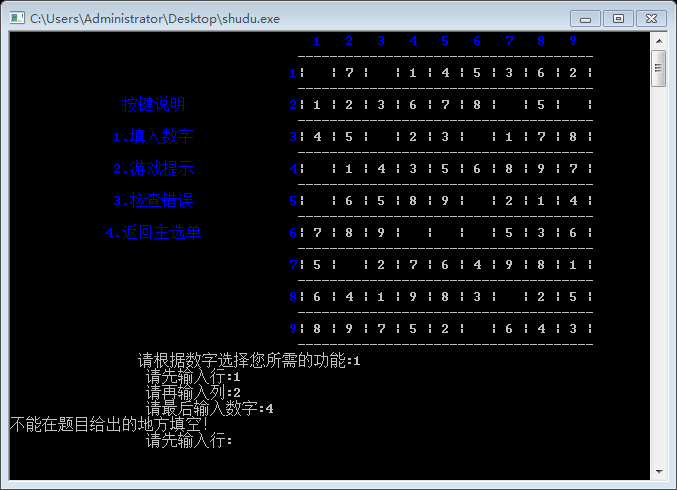 C:\Users\Administrator\Desktop\shudu.exe
1 2 3 4 5 6 7 8 9
1¦   ¦ 7 ¦   ¦ 1 ¦ 4 ¦ 5 ¦ 3 ¦ 6 ¦ 2 ¦
按键说明 2¦ 1 ¦ 2 ¦ 3 ¦ 6 ¦ 7 ¦ 8 ¦   ¦ 5 ¦   ¦
1.填入数字 3¦ 4 ¦ 5 ¦   ¦ 2 ¦ 3 ¦   ¦ 1 ¦ 7 ¦ 8 ¦
2.游戏提示 4¦   ¦ 1 ¦ 4 ¦ 3 ¦ 5 ¦ 6 ¦ 8 ¦ 9 ¦ 7 ¦
3.检查错误 5¦   ¦ 6 ¦ 5 ¦ 8 ¦ 9 ¦   ¦ 2 ¦ 1 ¦ 4 ¦
4.返回主选单 6¦ 7 ¦ 8 ¦ 9 ¦   ¦   ¦   ¦ 5 ¦ 3 ¦ 6 ¦
7¦ 5 ¦   ¦ 2 ¦ 7 ¦ 6 ¦ 4 ¦ 9 ¦ 8 ¦ 1 ¦
8¦ 6 ¦ 4 ¦ 1 ¦ 9 ¦ 8 ¦ 3 ¦   ¦ 2 ¦ 5 ¦
9¦ 8 ¦ 9 ¦ 7 ¦ 5 ¦ 2 ¦   ¦ 6 ¦ 4 ¦ 3 ¦
请根据数字选择您所需的功能:1
请先输入行:1
请再输入列:2
请最后输入数字:4
不能在题目给出的地方填空!
请先输入行: